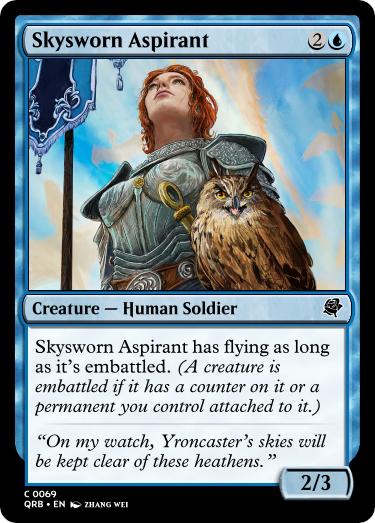 Skysworn Aspirant 2
Creature — Human Soldier
Skysworn Aspirant has flying as long
as it's embattled. (A creature is
embattled if it has a counter on it or a
permanent you control attached to it.)
“On my watch, Yroncaster's skies will
be kept clear of these heathens.”
2/3
C 0069
QRB • EN ZHANG WEI